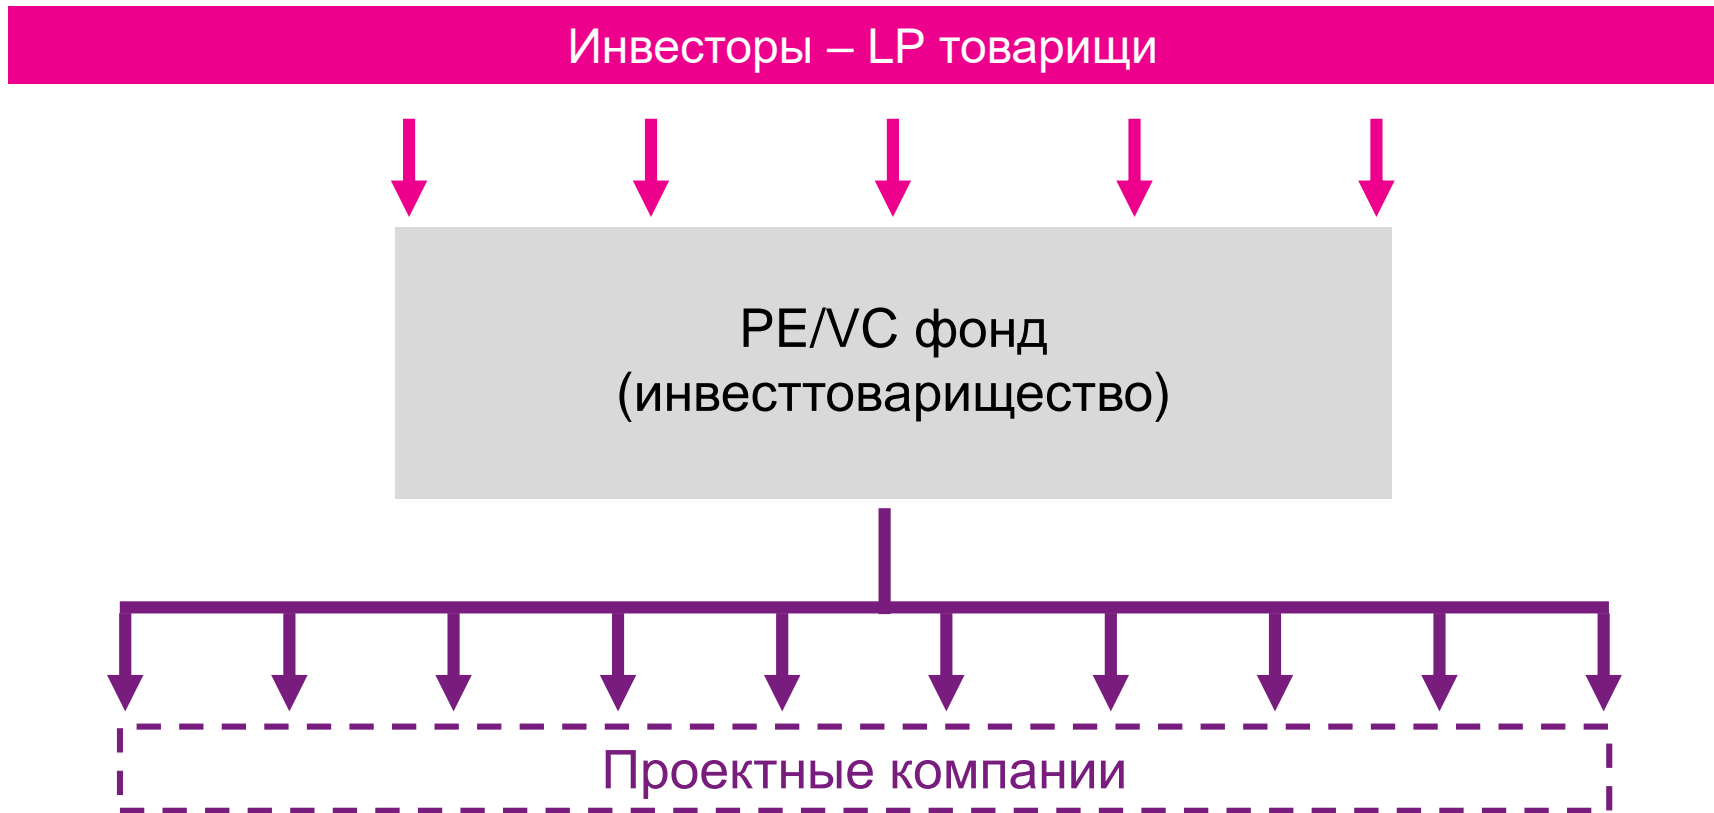 Инвесторы – LP товарищи
PE/VC фонд
(инвесттоварищество)
Проектные компании